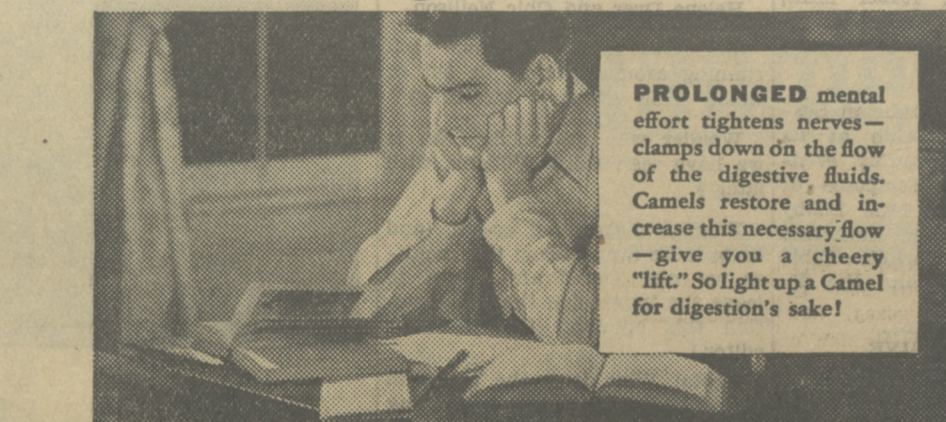 PROLONGED mental
effort tightens nerves—
clamps down on the flow
of the digestive fluids.
Camels restore and in-
crease this necessary flow
—give you a cheery
"lift." So light up a Camel
for digestion's sake!